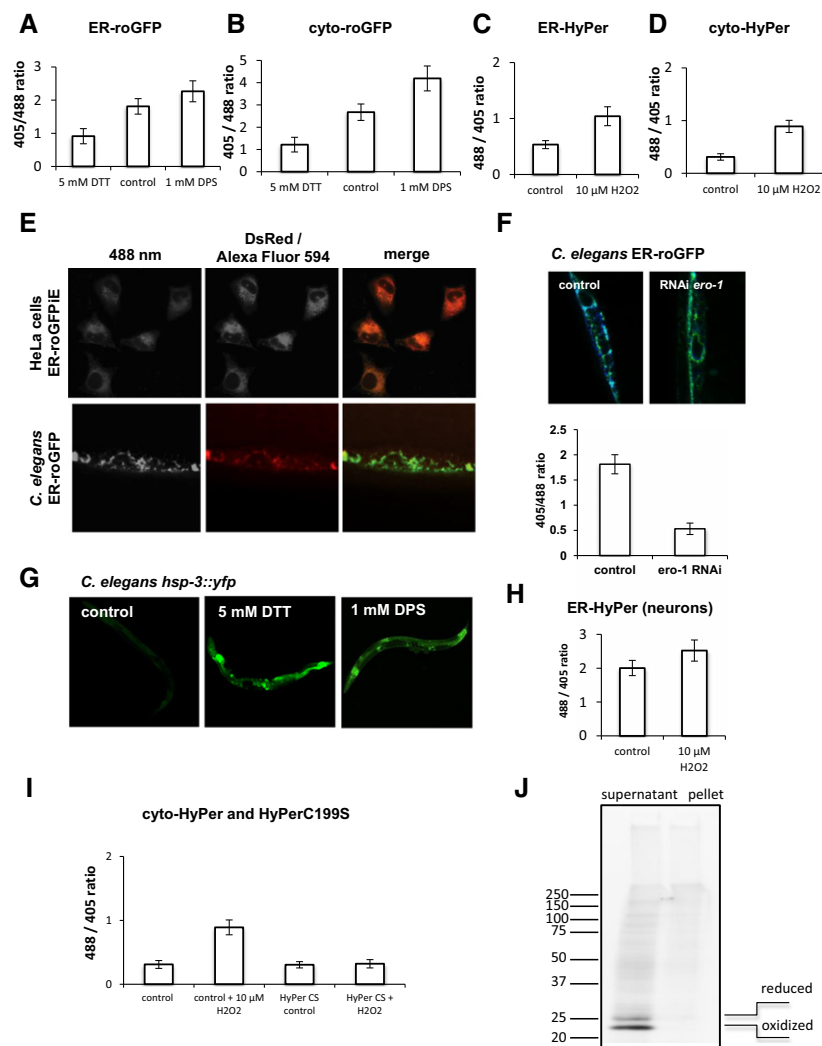 A
ER-roGFP
405/488 ratio
3
2
1
0
5 mM DTT
control
1 mM DPS
B
cyto-roGFP
405 / 488 ratio
5
4
3
2
1
0
5 mM DTT
control
1 mM DPS
C
ER-HyPer
488 / 405 ratio
2
1
0
control
10 µM H2O2
D
cyto-HyPer
488 / 405 ratio
2
1
0
control
10 µM H2O2
E
488 nm
DsRed /
Alexa Fluor 594
merge
HeLa cells
ER-roGFPiE
C. elegans
ER-roGFP
F
C. elegans ER-roGFP
control
RNAi ero-1
405/488 ratio
2.5
2
1.5
1
0.5
0
control
ero-1 RNAi
G
C. elegans hsp-3::yfp
control
5 mM DTT
1 mM DPS
H
ER-HyPer (neurons)
488 / 405 ratio
3
2
1
0
control
10 µM
H2O2
I
cyto-HyPer and HyPerC199S
488 / 405 ratio
2
1
0
control
control + 10 µM
H2O2
HyPer CS
control
HyPer CS +
H2O2
J
supernatant
pellet
250
150
100
75
50
37
25
20
reduced
oxidized